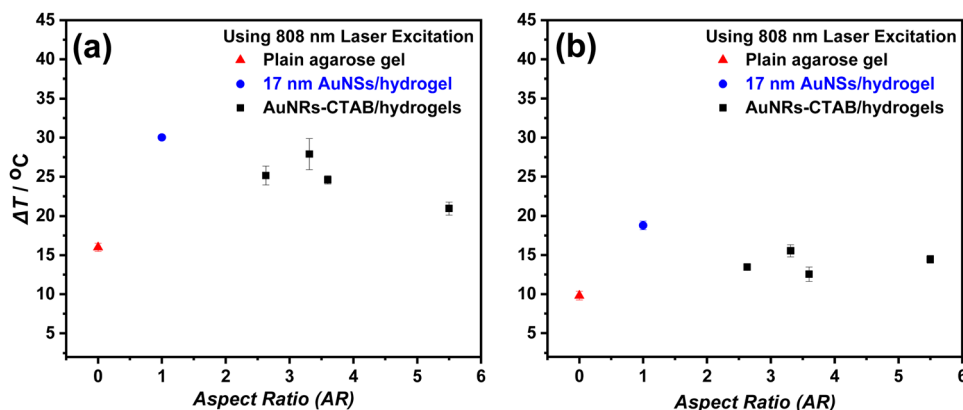 (a)
Using 808 nm Laser Excitation
Plain agarose gel
17 nm AuNSs/hydrogel
AuNRs-CTAB/hydrogels
ΔT / ºC
45
40
35
30
25
20
15
10
5
0 1 2 3 4 5 6
Aspect Ratio (AR)
(b)
Using 808 nm Laser Excitation
Plain agarose gel
17 nm AuNSs/hydrogel
AuNRs-CTAB/hydrogels
45
40
35
30
25
20
15
10
5
0 1 2 3 4 5 6
Aspect Ratio (AR)